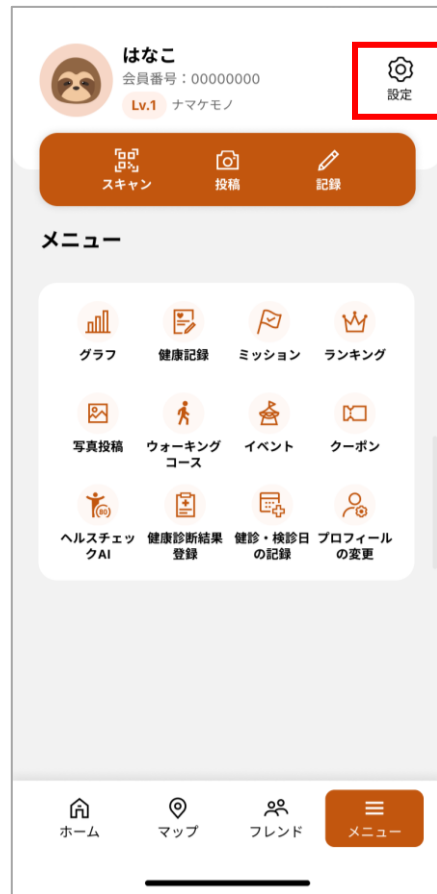 はなこ
会員番号：00000000
Lv.1 ナマケモノ
設定
スキャン 投稿 記録
メニュー
グラフ 健康記録 ミッション ランキング
写真投稿 ウォーキング イベント クーポン
コース
ヘルスチェッ 健康診断結果 健診・検診日 プロフィール
クAI 登録 の記録 の変更
ホーム マップ フレンド メニュー